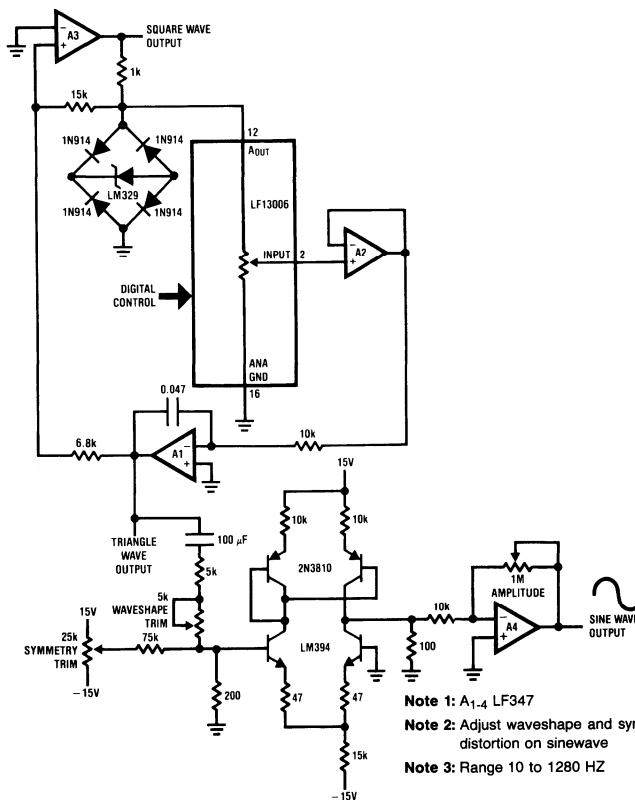 A3
SQUARE WAVE
OUTPUT
1k
15k
12
1N914
1N914
AOUT
LM329
LF13006
1N914
1N914
INPUT
2
A2
DIGITAL
CONTROL
ANA
GND
16
0.047
6.8k
A1
10k
TRIANGLE
WAVE
OUTPUT
100 µF
15V
10k
10k
5k
2N3810
1M
AMPLITUDE
5k
WAVESHAPE
TRIM
10k
A4
SINE WAVE
OUTPUT
15V
25k
SYMMETRY
TRIM
75k
LM394
100
-15V
200
47
47
15k
-15V
Note 1: A1-4 LF347
Note 2: Adjust waveshape and sy
distortion on sinewave
Note 3: Range 10 to 1280 HZ